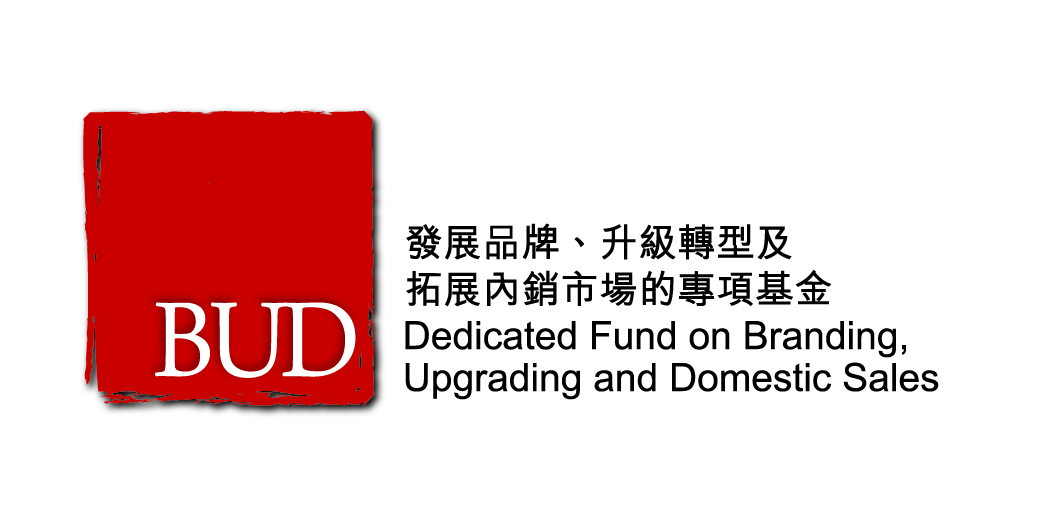 BUD
發展品牌、升級轉型及
拓展內銷市場的專項基金
Dedicated Fund on Branding,
Upgrading and Domestic Sales